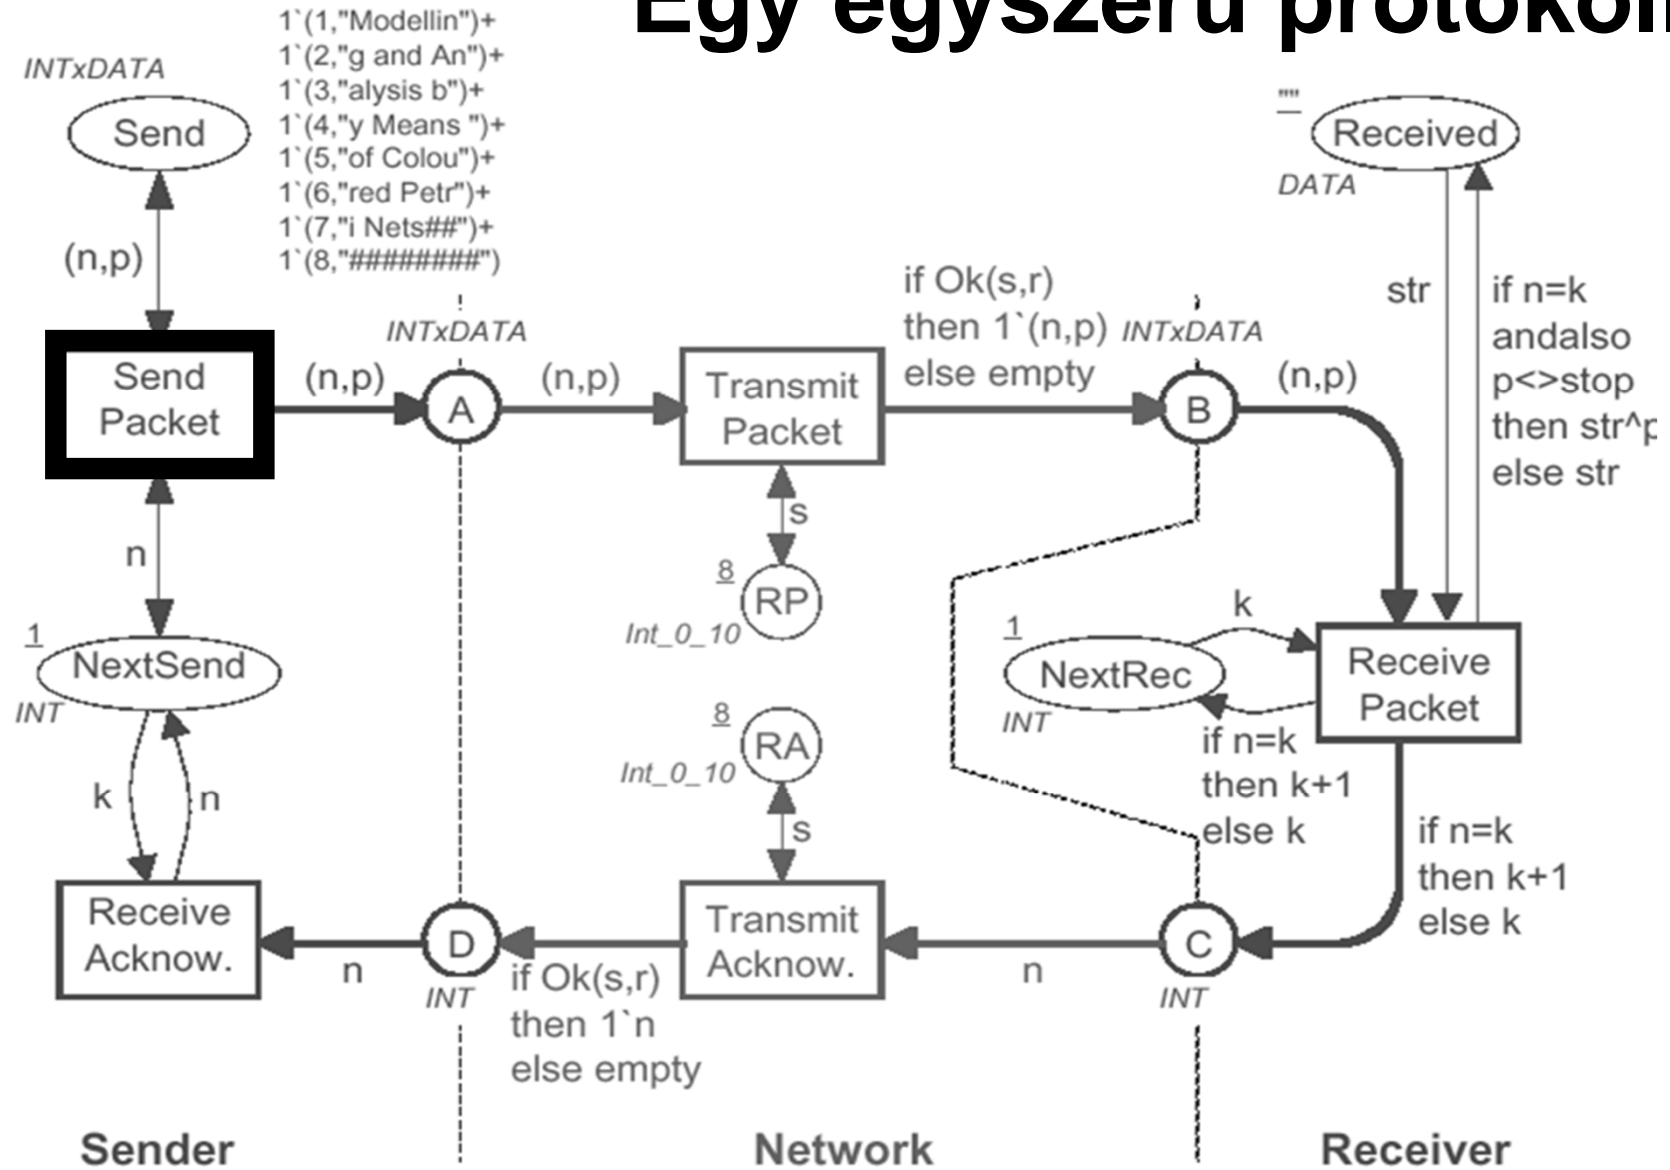 Egy egyszerű protokoll
1`(1,"Modellin")+
1`(2,"g and An")+
1`(3,"alysis b")+
1`(4,"y Means ")+
1`(5,"of Colou")+
1`(6,"red Petr")+
1`(7,"i Nets##")+
1`(8,"########")
INTxDATA
Send
(n,p)
Send
Packet
(n,p)
INTxDATA
A
(n,p)
Transmit
Packet
if Ok(s,r)
then 1`(n,p)
else empty
INTxDATA
B
(n,p)
""
Received
DATA
str
if n=k
andalso
p<>stop
then str^p
else str
n
s
8
RP
Int_0_10
1
NextSend
INT
k
n
8
RA
Int_0_10
s
1
NextRec
INT
k
Receive
Packet
if n=k
then k+1
else k
if n=k
then k+1
else k
Receive
Acknow.
n
D
INT
if Ok(s,r)
then 1`n
else empty
Transmit
Acknow.
n
C
INT
Sender
Network
Receiver